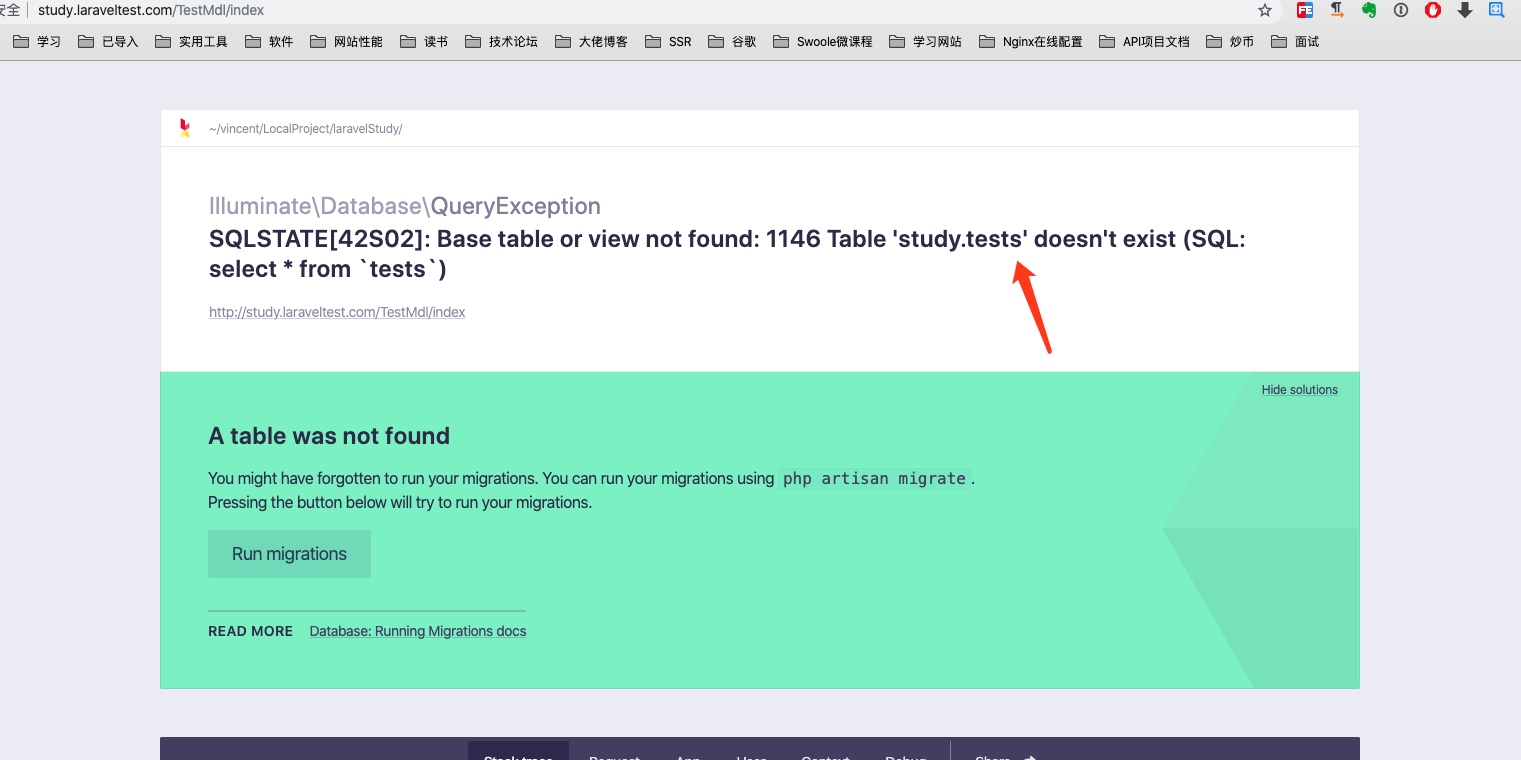 安全 study.laraveltest.com/TestMdl/index
学习 已导入 实用工具 软件 网站性能 读书 技术论坛 大佬博客 SSR 谷歌 Swoole微课程 学习网站 Nginx在线配置 API项目文档 炒币 面试
~/vincent/LocalProject/laravelStudy/
Illuminate\Database\QueryException
SQLSTATE[42S02]: Base table or view not found: 1146 Table 'study.tests' doesn't exist (SQL:
select * from `tests`)
http://study.laraveltest.com/TestMdl/index
Hide solutions
A table was not found
You might have forgotten to run your migrations. You can run your migrations using php artisan migrate.
Pressing the button below will try to run your migrations.
Run migrations
READ MORE Database: Running Migrations docs
Stack trace Request App User Context Debug Share